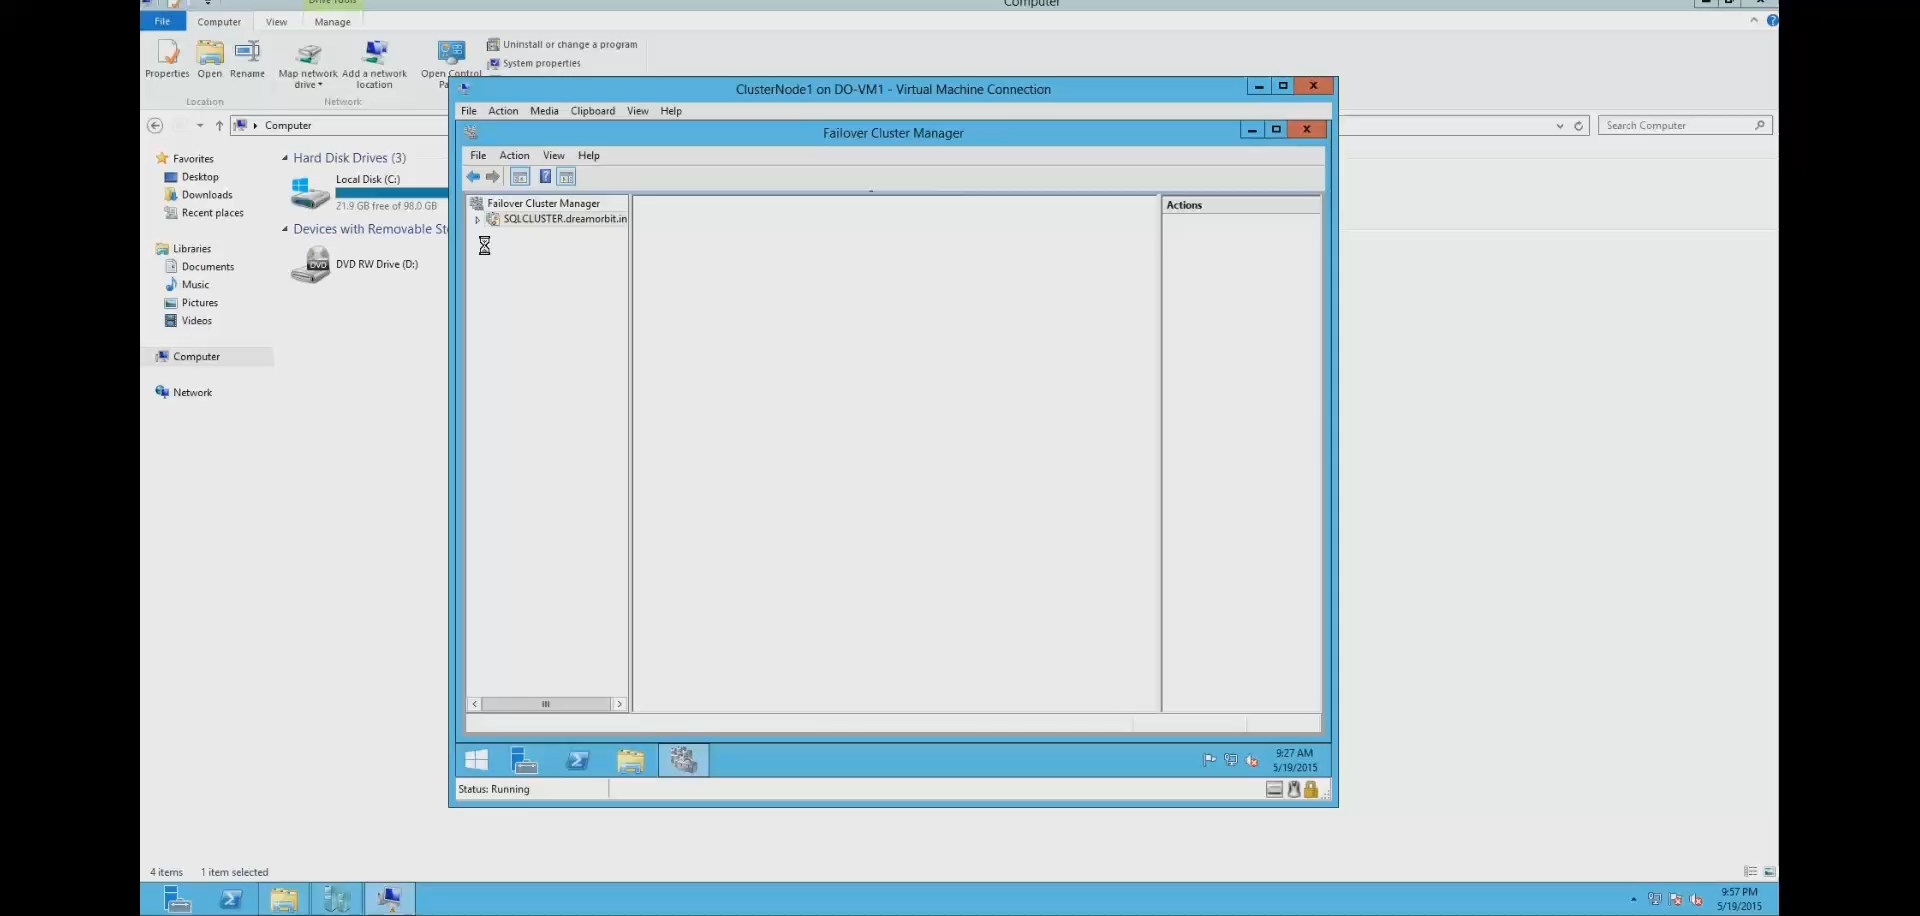 Drive Tools
Computer
File
Computer
View
Manage
Properties
Open
Rename
Map network
drive
Add a network
location
Open Control
Pa
Uninstall or change a program
System properties
Location
Network
Computer
Search Computer
Favorites
Desktop
Downloads
Recent places
Libraries
Documents
Music
Pictures
Videos
Computer
Network
Hard Disk Drives (3)
Local Disk (C:)
21.9 GB free of 98.0 GB
Devices with Removable St
DVD
DVD RW Drive (D:)
ClusterNode1 on DO-VM1 - Virtual Machine Connection
File Action Media Clipboard View Help
Failover Cluster Manager
File Action View Help
Failover Cluster Manager
SQLCLUSTER.dreamorbit.in
Actions
9:27 AM
5/19/2015
Status: Running
4 items 1 item selected
9:57 PM
5/19/2015